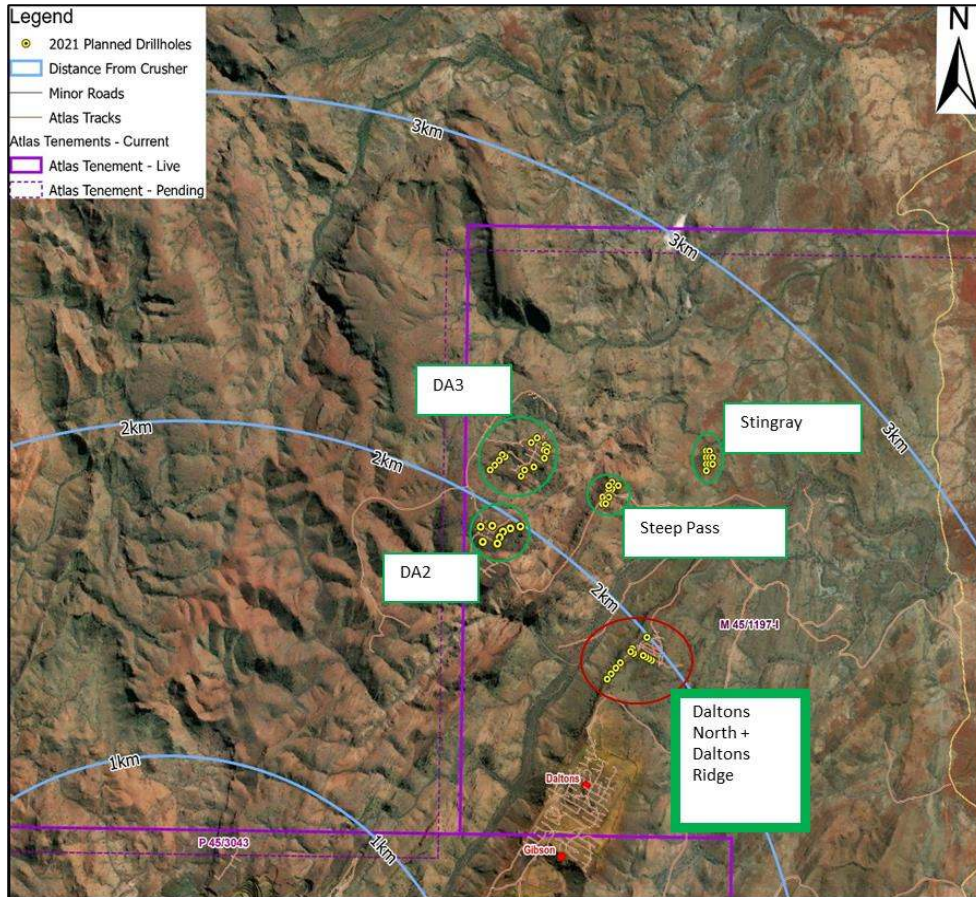 Legend
2021 Planned Drillholes
Distance From Crusher
Minor Roads
Atlas Tracks
Atlas Tenements - Current
Atlas Tenement - Live
Atlas Tenement - Pending
N
3km
3km
3km
DA3
Stingray
2km
2km
Steep Pass
DA2
2km
M 45/1197-I
Daltons
North +
Daltons
Ridge
1km
Daltons
1km
P 45/3043
Gibson